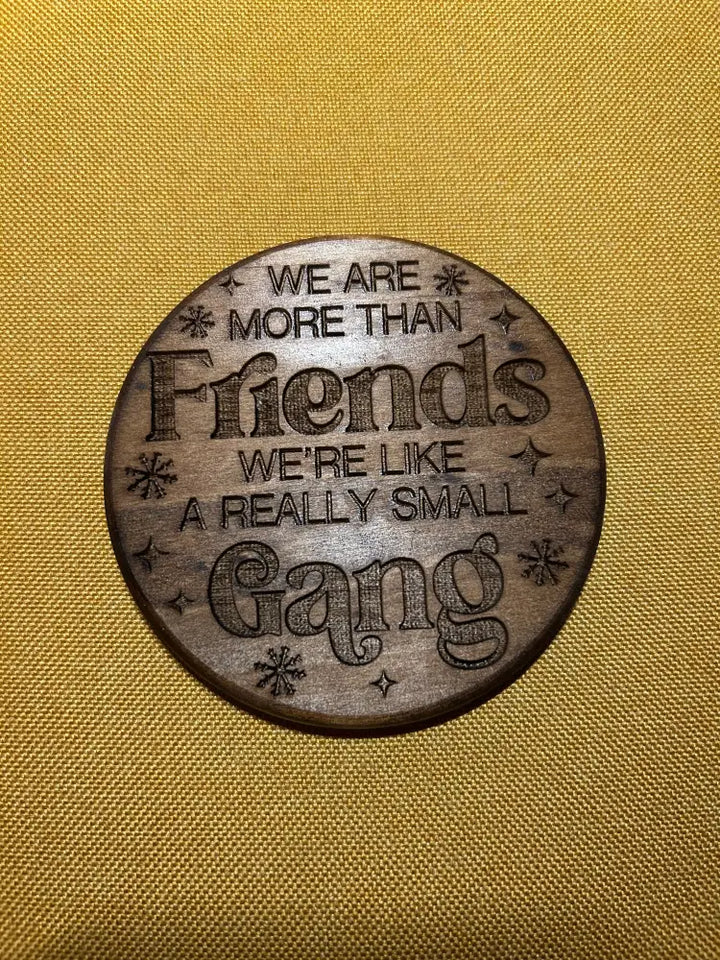 WE ARE
MORE THAN
Friends
WE'RE LIKE
A REALLY SMALL
Gang